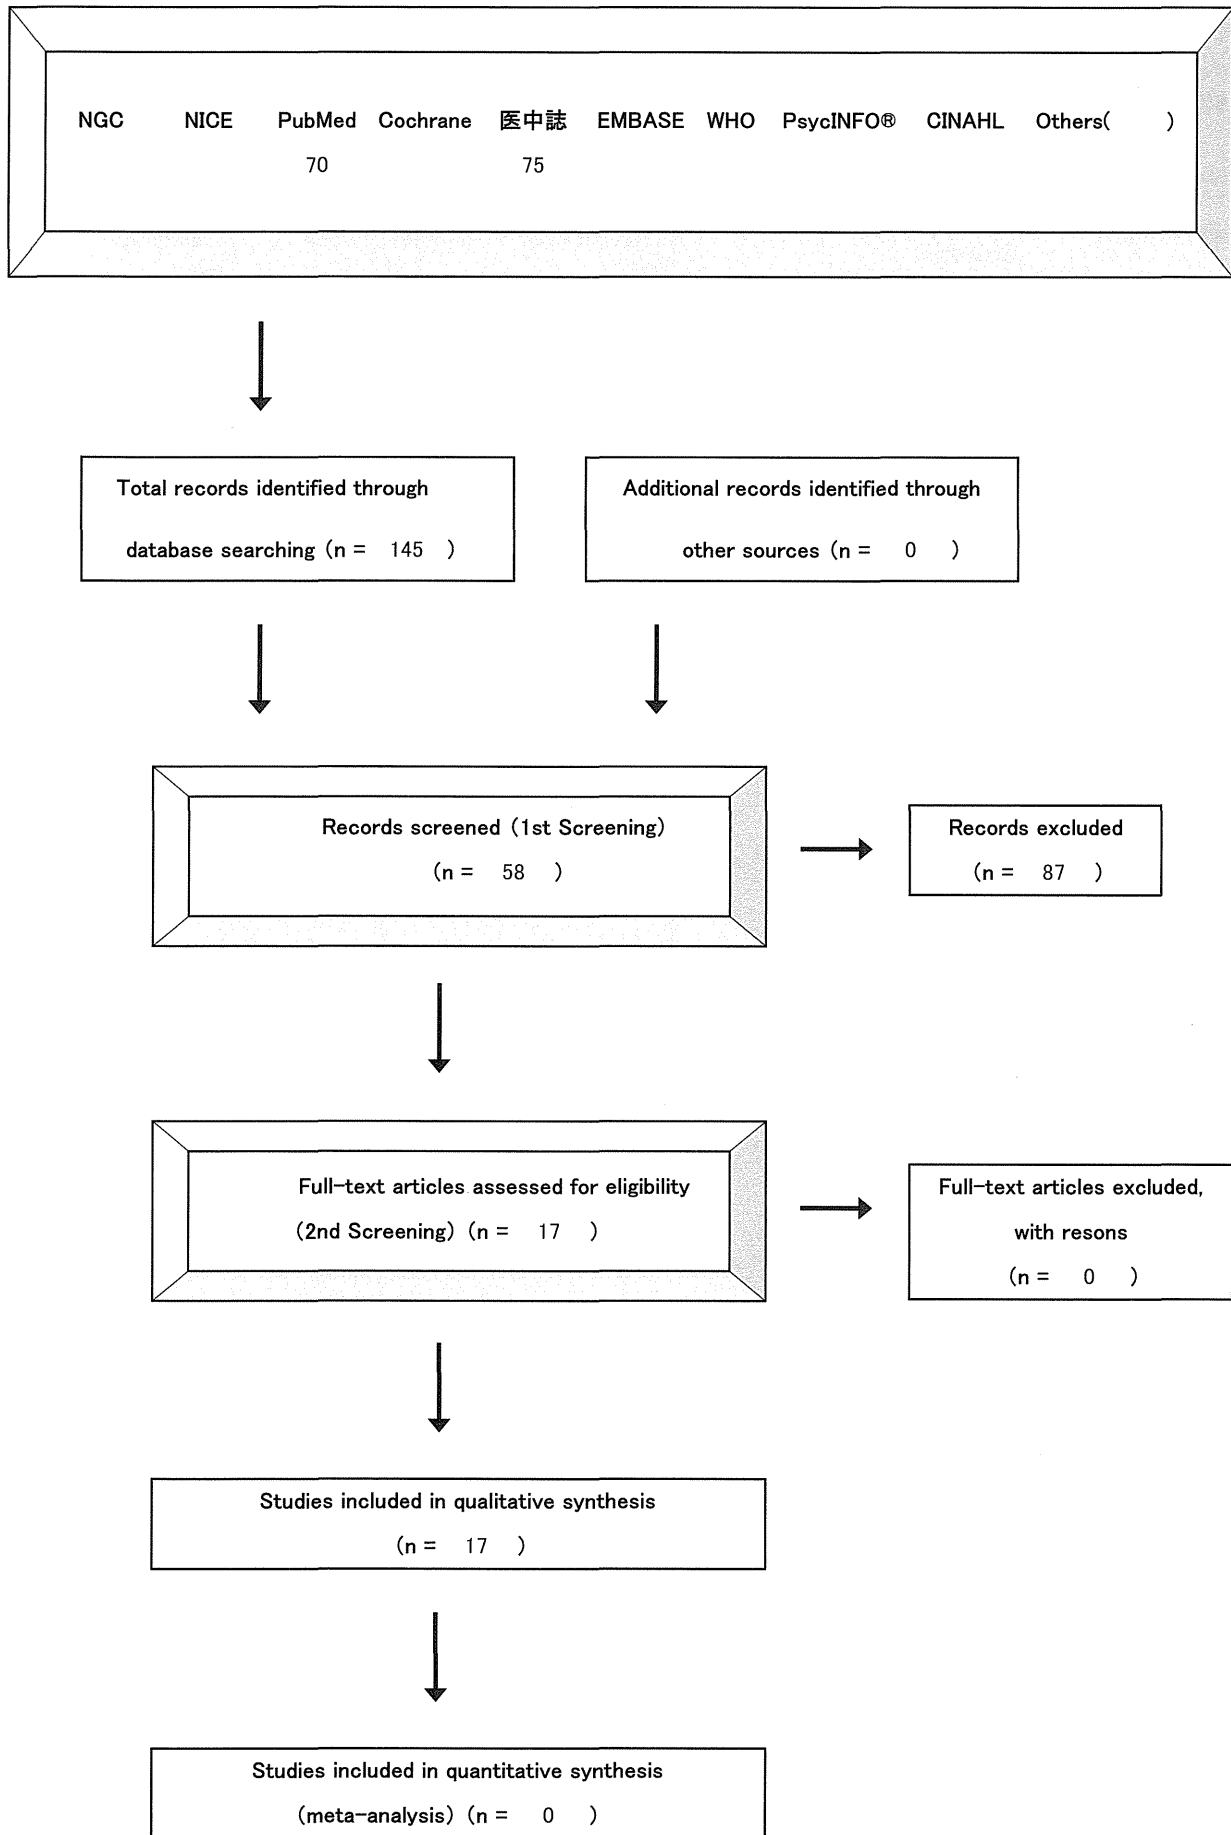 NGC NICE PubMed Cochrane 医中誌 EMBASE WHO PsycINFO® CINAHL Others( )
70 75
Total records identified through
database searching (n = 145 )
Additional records identified through
other sources (n = 0 )
Records screened (1st Screening)
(n = 58 )
Records excluded
(n = 87 )
Full-text articles assessed for eligibility
(2nd Screening) (n = 17 )
Full-text articles excluded,
with resons
(n = 0 )
Studies included in qualitative synthesis
(n = 17 )
Studies included in quantitative synthesis
(meta-analysis) (n = 0 )